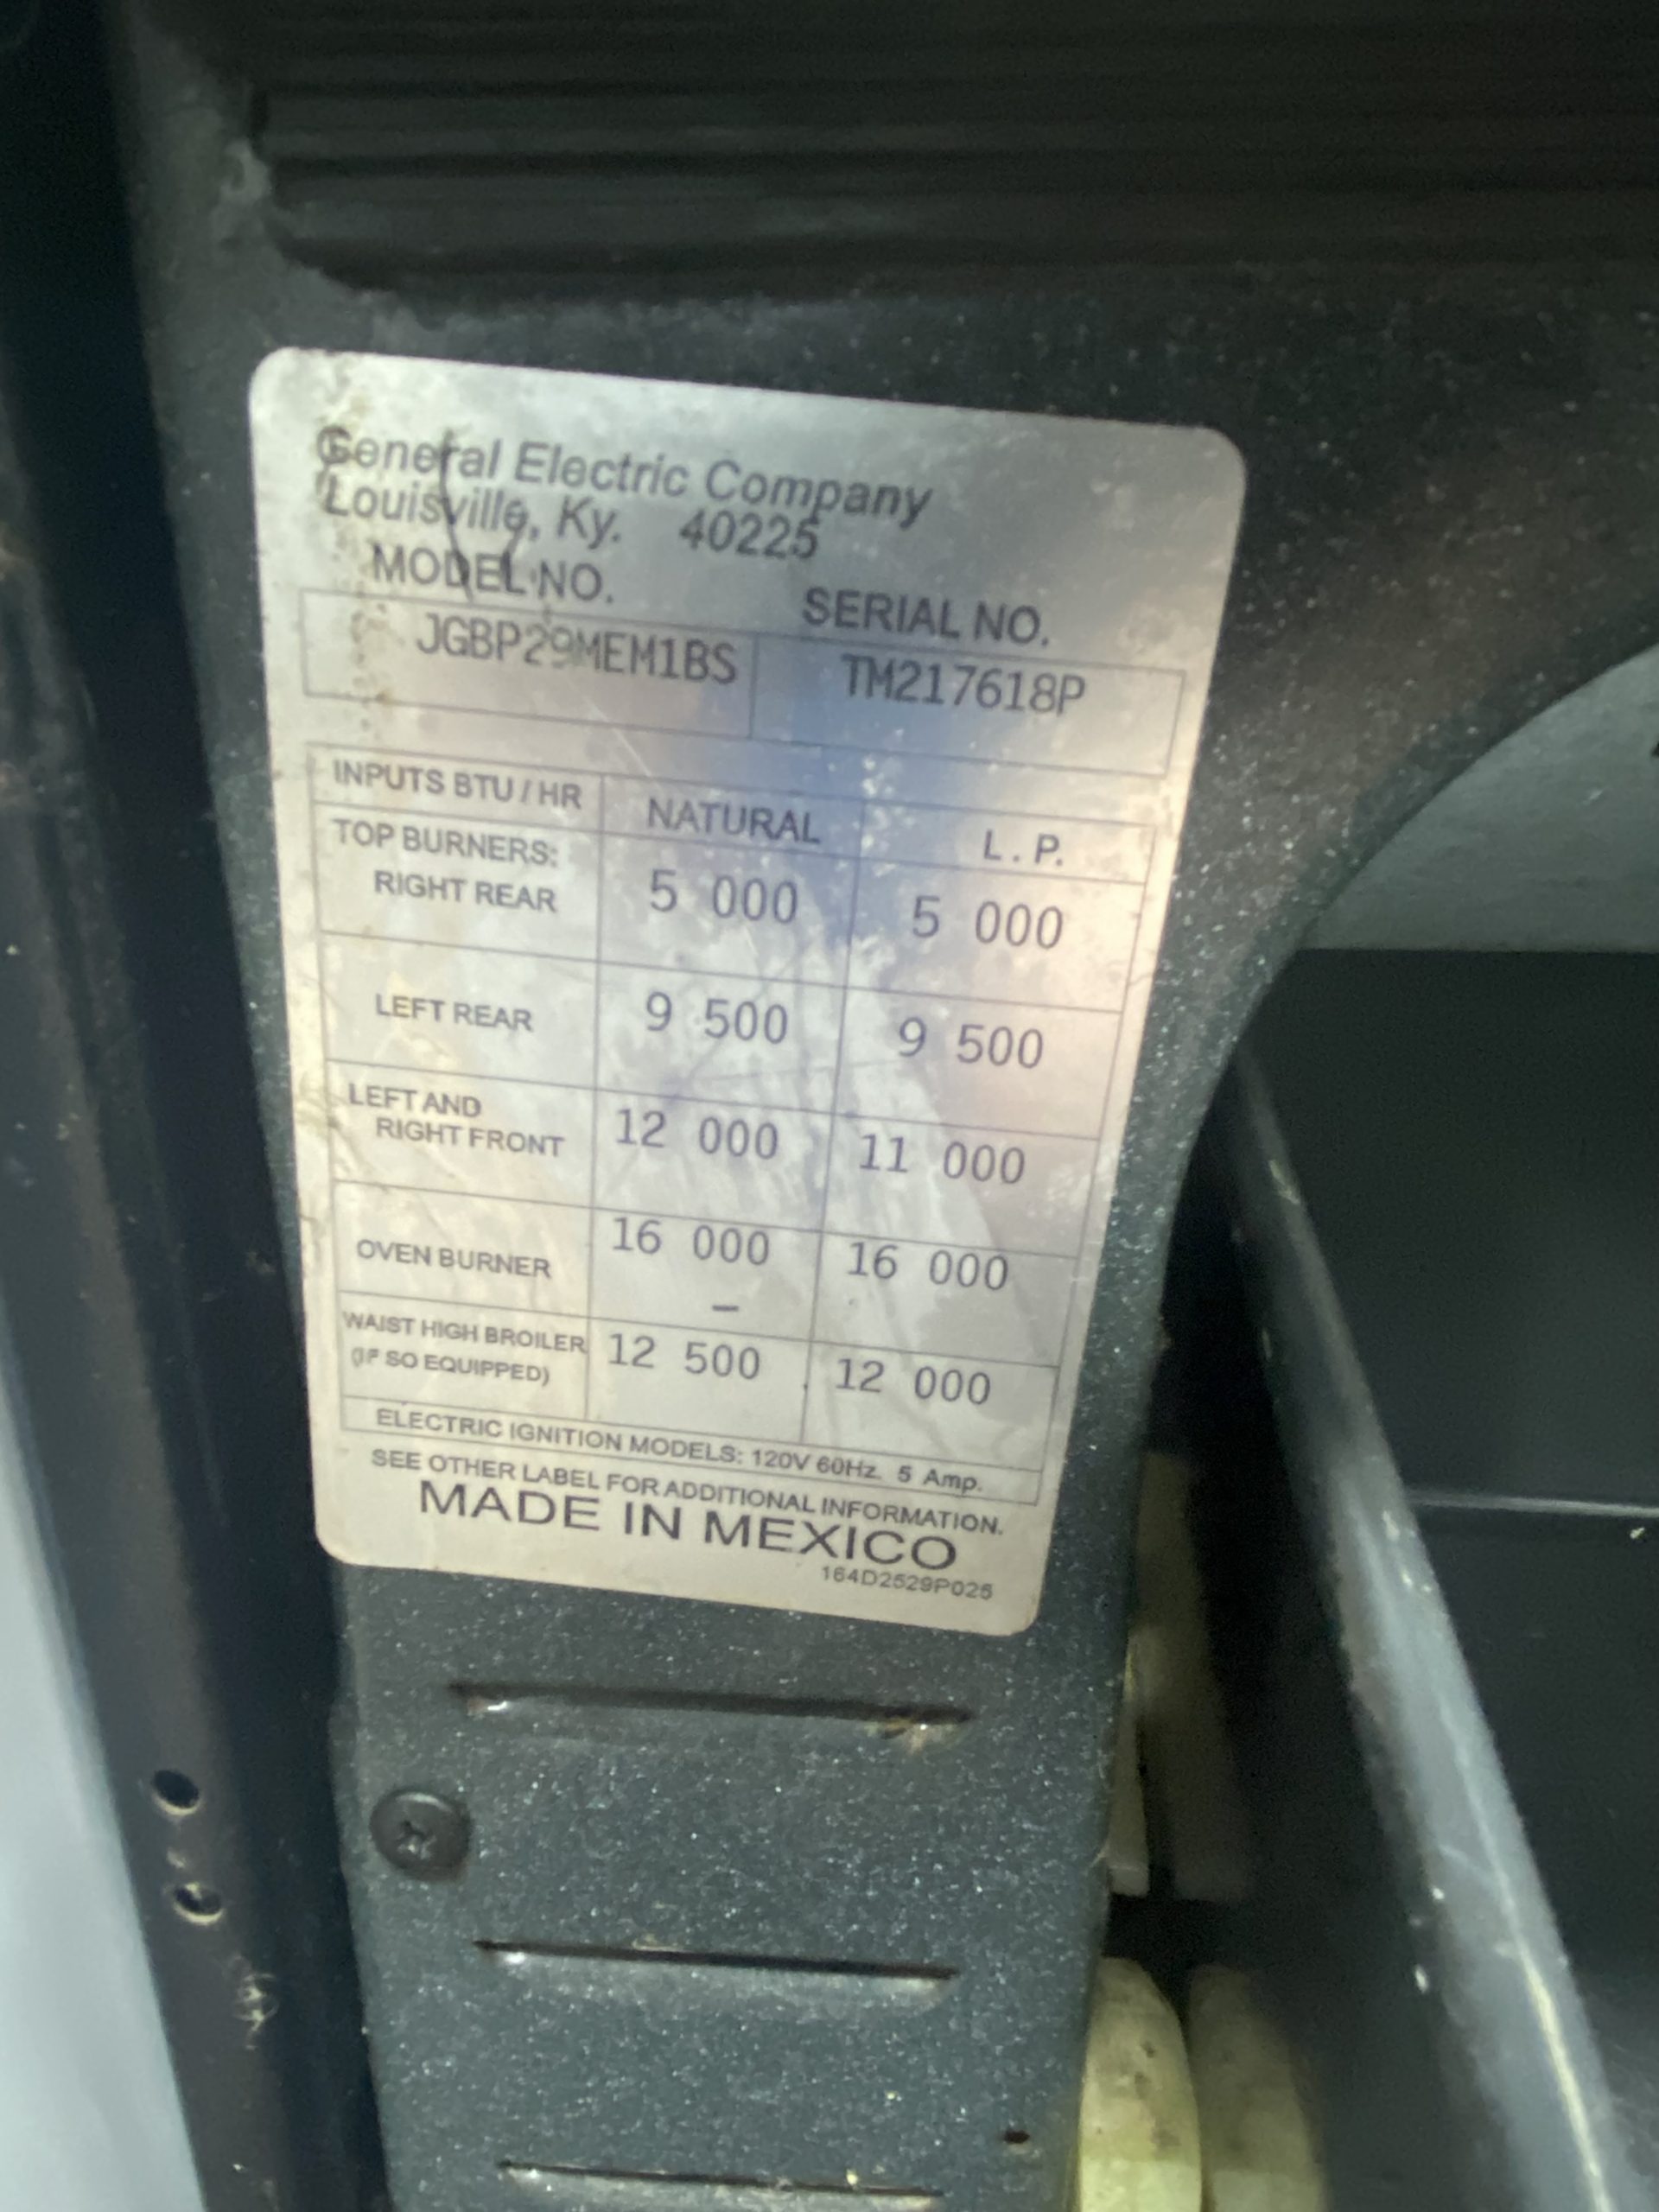 General Electric Company
Louisville, Ky. 40225
MODEL NO. SERIAL NO.
JGBP29MEM1BS TM217618P
INPUTS BTU / HR NATURAL L. P.
TOP BURNERS:
RIGHT REAR 5 000 5 000
LEFT REAR 9 500 9 500
LEFT AND
RIGHT FRONT 12 000 11 000
OVEN BURNER 16 000 16 000
–
WAIST HIGH BROILER 12 500 12 000
(IF SO EQUIPPED)
ELECTRIC IGNITION MODELS: 120V 60Hz. 5 Amp.
SEE OTHER LABEL FOR ADDITIONAL INFORMATION.
MADE IN MEXICO
164D2529P025